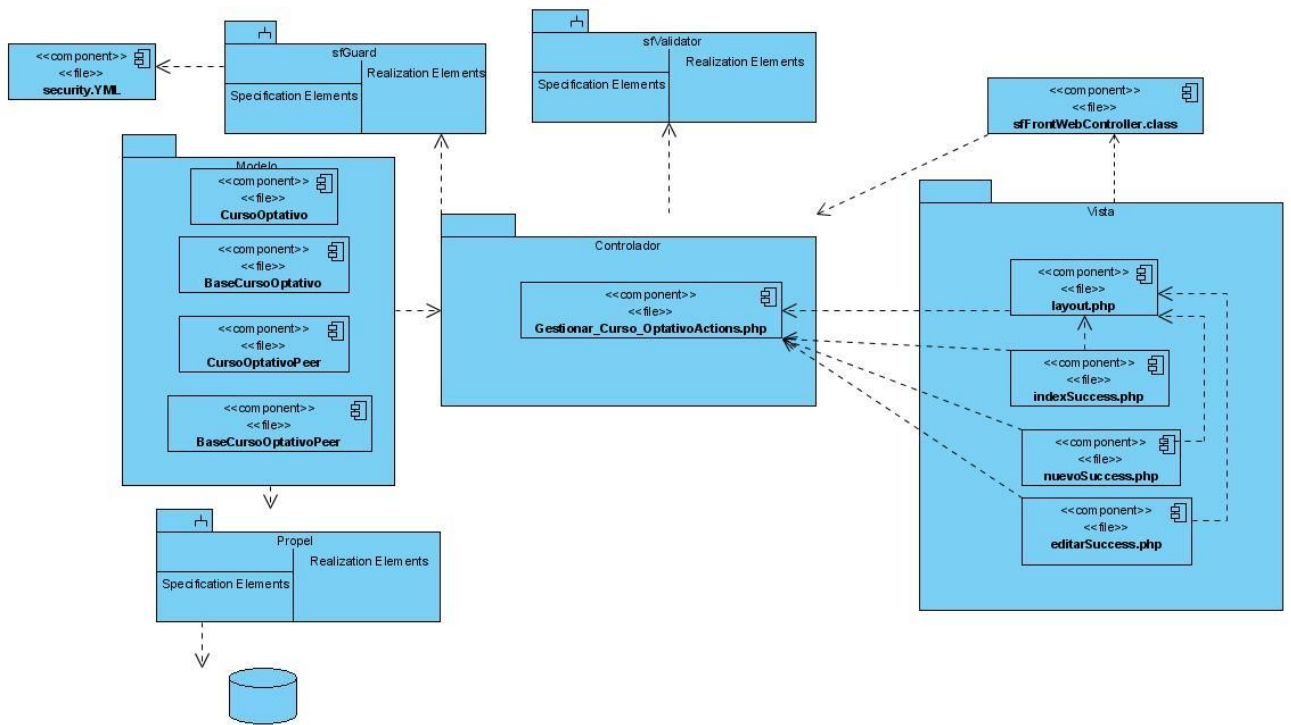 <<component>>
<<file>>
security.YML
sfGuard
Realization Elements
Specification Elements
sfValidator
Realization Elements
Specification Elements
<<component>>
<<file>>
sfFrontWebController.class
Modelo
<<component>>
<<file>>
CursoOptativo
<<component>>
<<file>>
BaseCursoOptativo
<<component>>
<<file>>
CursoOptativoPeer
<<component>>
<<file>>
BaseCursoOptativoPeer
Controlador
<<component>>
<<file>>
Gestionar_Curso_OptativoActions.php
Vista
<<component>>
<<file>>
layout.php
<<component>>
<<file>>
indexSuccess.php
<<component>>
<<file>>
nuevoSuccess.php
<<component>>
<<file>>
editarSuccess.php
Propel
Realization Elements
Specification Elements